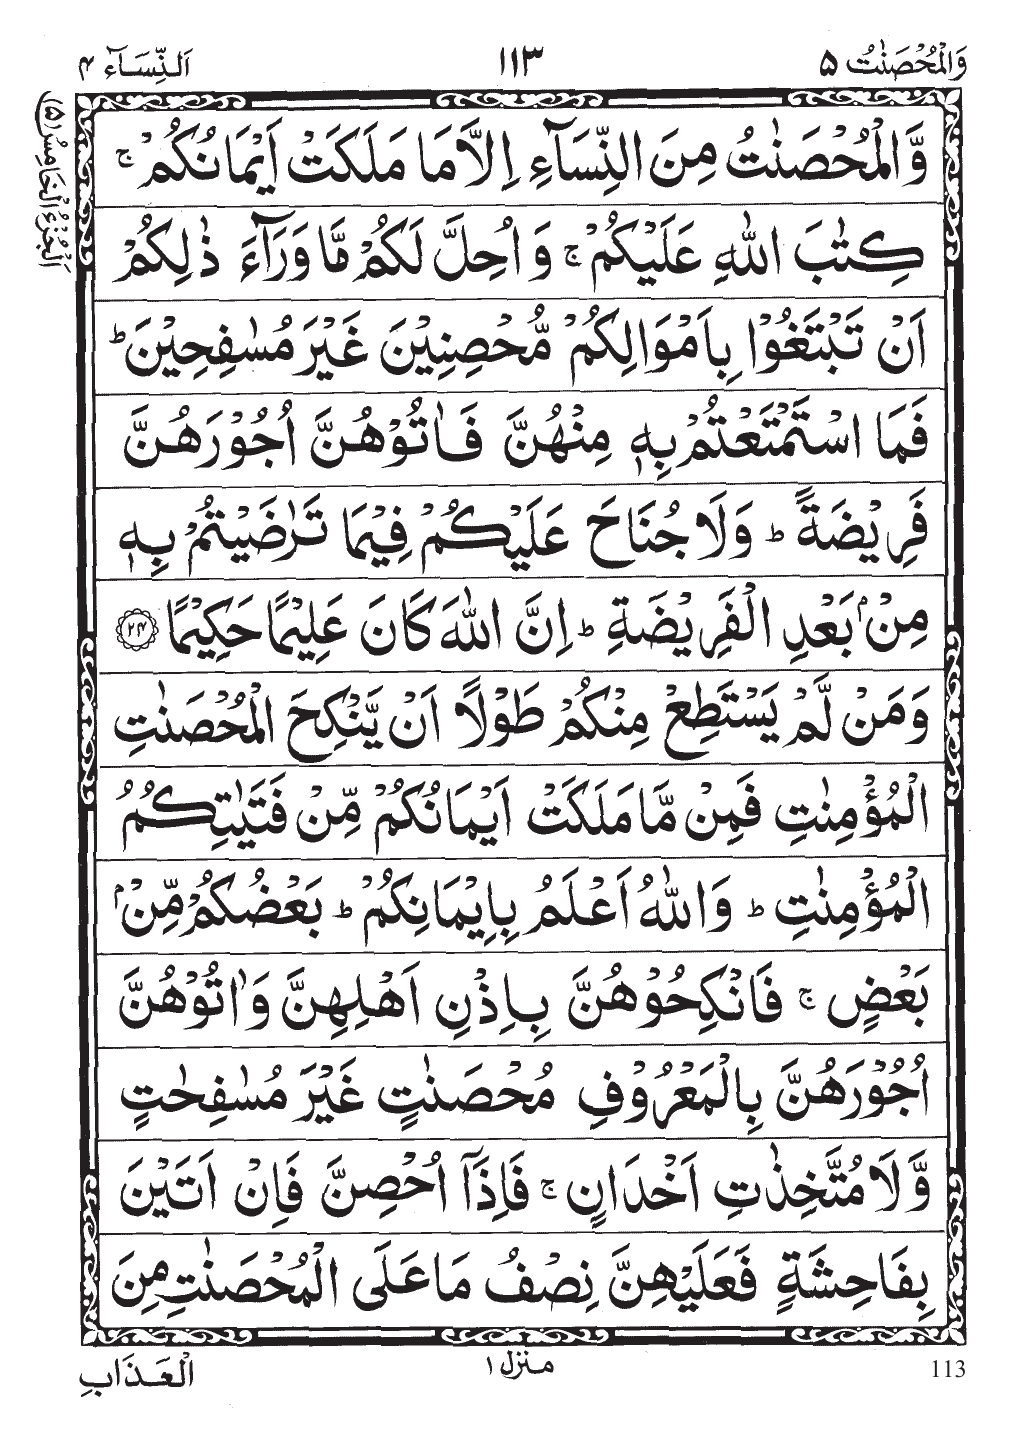 وَالْمُحْصَنٰتُ ۵
۱۱۳
اَلنِّسَآء ۴
اَلْجُزْءُ الْخَامِسُ (۵)
وَّالْمُحْصَنٰتُ مِنَ النِّسَآءِ اِلَّا مَا مَلَكَتْ اَيْمَانُكُمْ ۚ
كِتٰبَ اللّٰهِ عَلَيْكُمْ ۚ وَاُحِلَّ لَكُمْ مَّا وَرَآءَ ذٰلِكُمْ
اَنْ تَبْتَغُوْا بِاَمْوَالِكُمْ مُّحْصِنِيْنَ غَيْرَ مُسٰفِحِيْنَ ؕ
فَمَا اسْتَمْتَعْتُمْ بِهٖ مِنْهُنَّ فَاٰتُوْهُنَّ اُجُوْرَهُنَّ
فَرِيْضَةً ؕ وَلَا جُنَاحَ عَلَيْكُمْ فِيْمَا تَرٰضَيْتُمْ بِهٖ
مِنْۢ بَعْدِ الْفَرِيْضَةِ ؕ اِنَّ اللّٰهَ كَانَ عَلِيْمًا حَكِيْمًا ۲۴
وَمَنْ لَّمْ يَسْتَطِعْ مِنْكُمْ طَوْلًا اَنْ يَّنْكِحَ الْمُحْصَنٰتِ
الْمُؤْمِنٰتِ فَمِنْ مَّا مَلَكَتْ اَيْمَانُكُمْ مِّنْ فَتَيٰتِكُمُ
الْمُؤْمِنٰتِ ؕ وَاللّٰهُ اَعْلَمُ بِاِيْمَانِكُمْ ؕ بَعْضُكُمْ مِّنْۢ
بَعْضٍ ۚ فَانْكِحُوْهُنَّ بِاِذْنِ اَهْلِهِنَّ وَاٰتُوْهُنَّ
اُجُوْرَهُنَّ بِالْمَعْرُوْفِ مُحْصَنٰتٍ غَيْرَ مُسٰفِحٰتٍ
وَّلَا مُتَّخِذٰتِ اَخْدَانٍ ۚ فَاِذَآ اُحْصِنَّ فَاِنْ اَتَيْنَ
بِفَاحِشَةٍ فَعَلَيْهِنَّ نِصْفُ مَا عَلَى الْمُحْصَنٰتِ مِنَ
113
منزل ۱
الْعَذَابِ